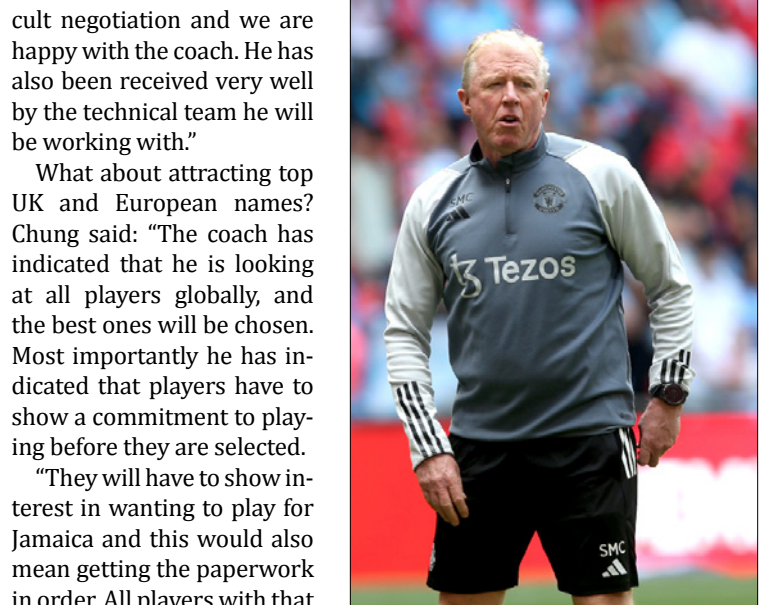 cult negotiation and we are
happy with the coach. He has
also been received very well
by the technical team he will
be working with.”
What about attracting top
UK and European names?
Chung said: “The coach has
indicated that he is looking
at all players globally, and
the best ones will be chosen.
Most importantly he has in-
dicated that players have to
show a commitment to play-
ing before they are selected.
“They will have to show in-
terest in wanting to play for
Jamaica and this would also
mean getting the paperwork
in order. All players with that
SMC
Tezos
SMC